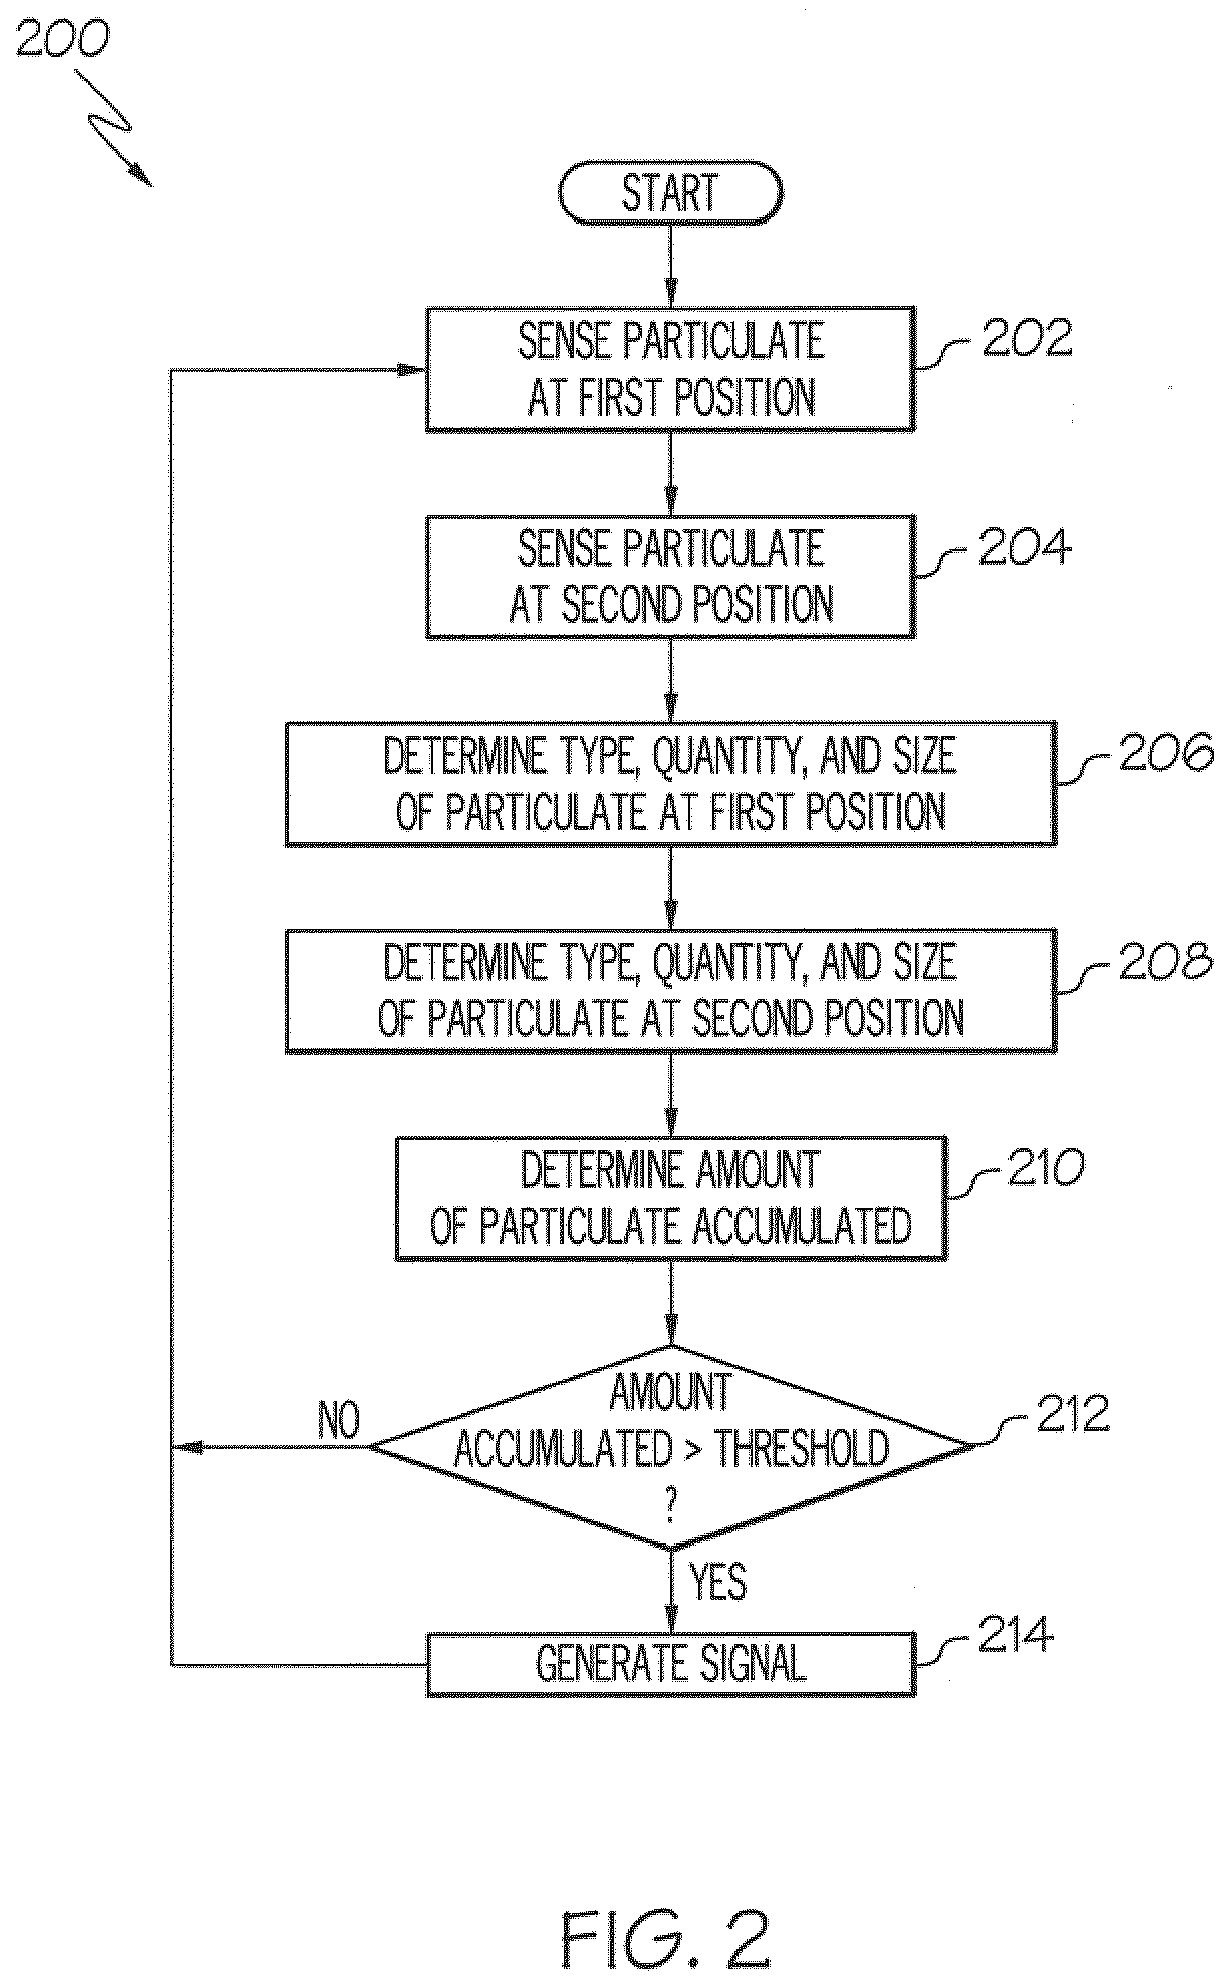 200
START
SENSE PARTICULATE
AT FIRST POSITION
202
SENSE PARTICULATE
AT SECOND POSITION
204
DETERMINE TYPE, QUANTITY, AND SIZE
OF PARTICULATE AT FIRST POSITION
206
DETERMINE TYPE, QUANTITY, AND SIZE
OF PARTICULATE AT SECOND POSITION
208
DETERMINE AMOUNT
OF PARTICULATE ACCUMULATED
210
AMOUNT
ACCUMULATED > THRESHOLD
?
212
NO
YES
GENERATE SIGNAL
214
FIG. 2